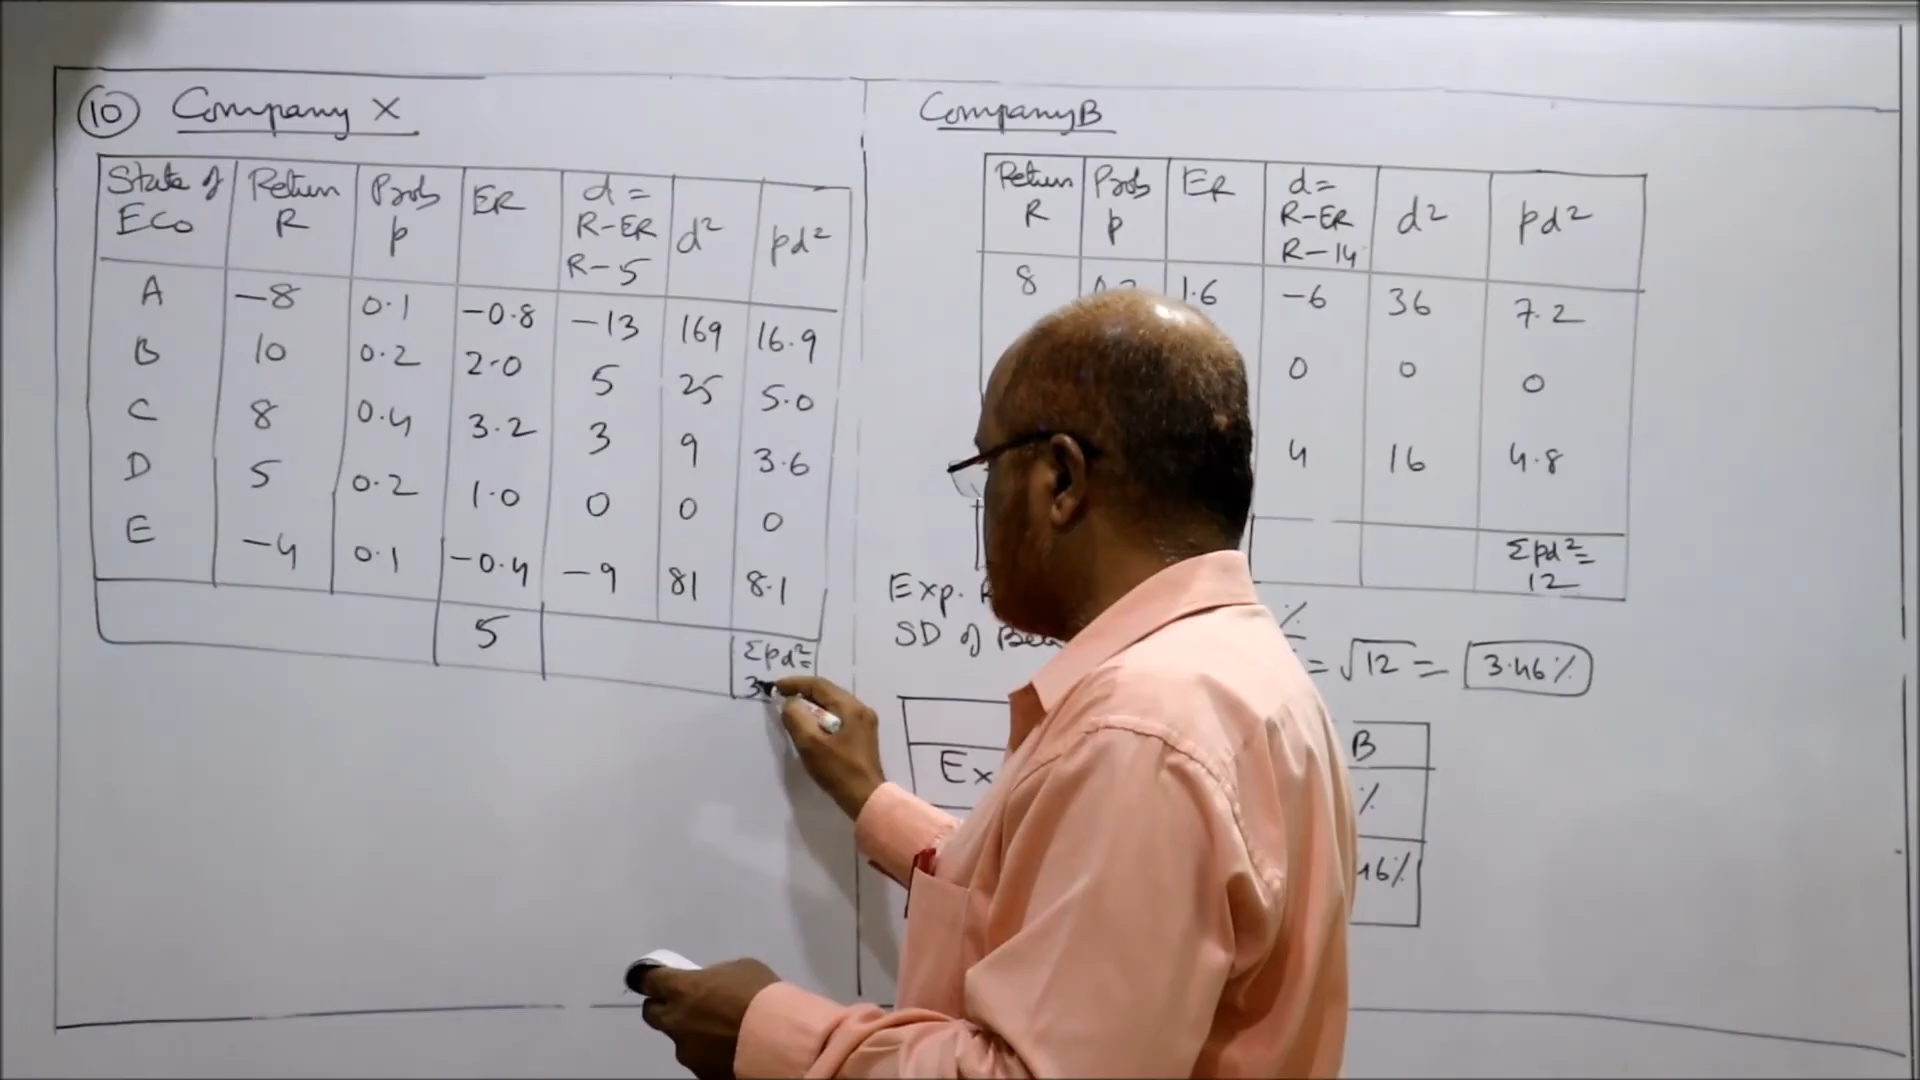 10 Company X
State of Eco | Return R | Prob p | ER | d = R-ER R-5 | d² | pd²
A | -8 | 0.1 | -0.8 | -13 | 169 | 16.9
B | 10 | 0.2 | 2.0 | 5 | 25 | 5.0
C | 8 | 0.4 | 3.2 | 3 | 9 | 3.6
D | 5 | 0.2 | 1.0 | 0 | 0 | 0
E | -4 | 0.1 | -0.4 | -9 | 81 | 8.1
5 | Σpd²= 3
Company B
Return R | Prob p | ER | d= R-ER R-14 | d² | pd²
8 | 1.6 | -6 | 36 | 7.2
0 | 0 | 0
4 | 16 | 4.8
Σpd²= 12
Exp. %
SD of = √12 = 3.46%
B
Ex %